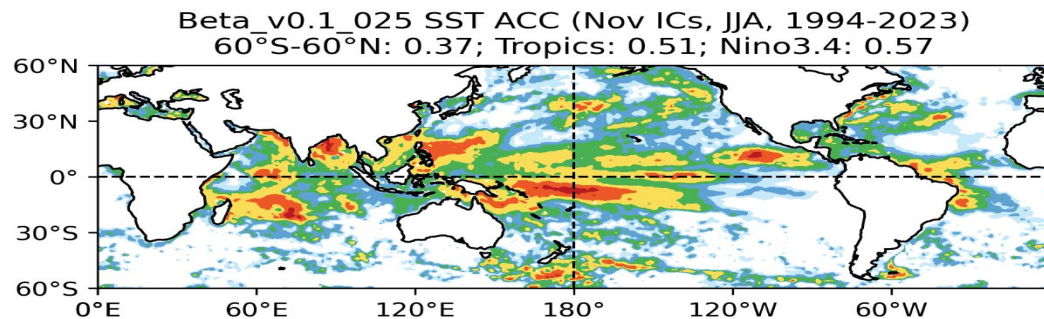 Beta_v0.1_025 SST ACC (Nov ICs, JJA, 1994-2023)
60°S-60°N: 0.37; Tropics: 0.51; Nino3.4: 0.57
60°N
30°N
0°
30°S
60°S
0°E 60°E 120°E 180° 120°W 60°W